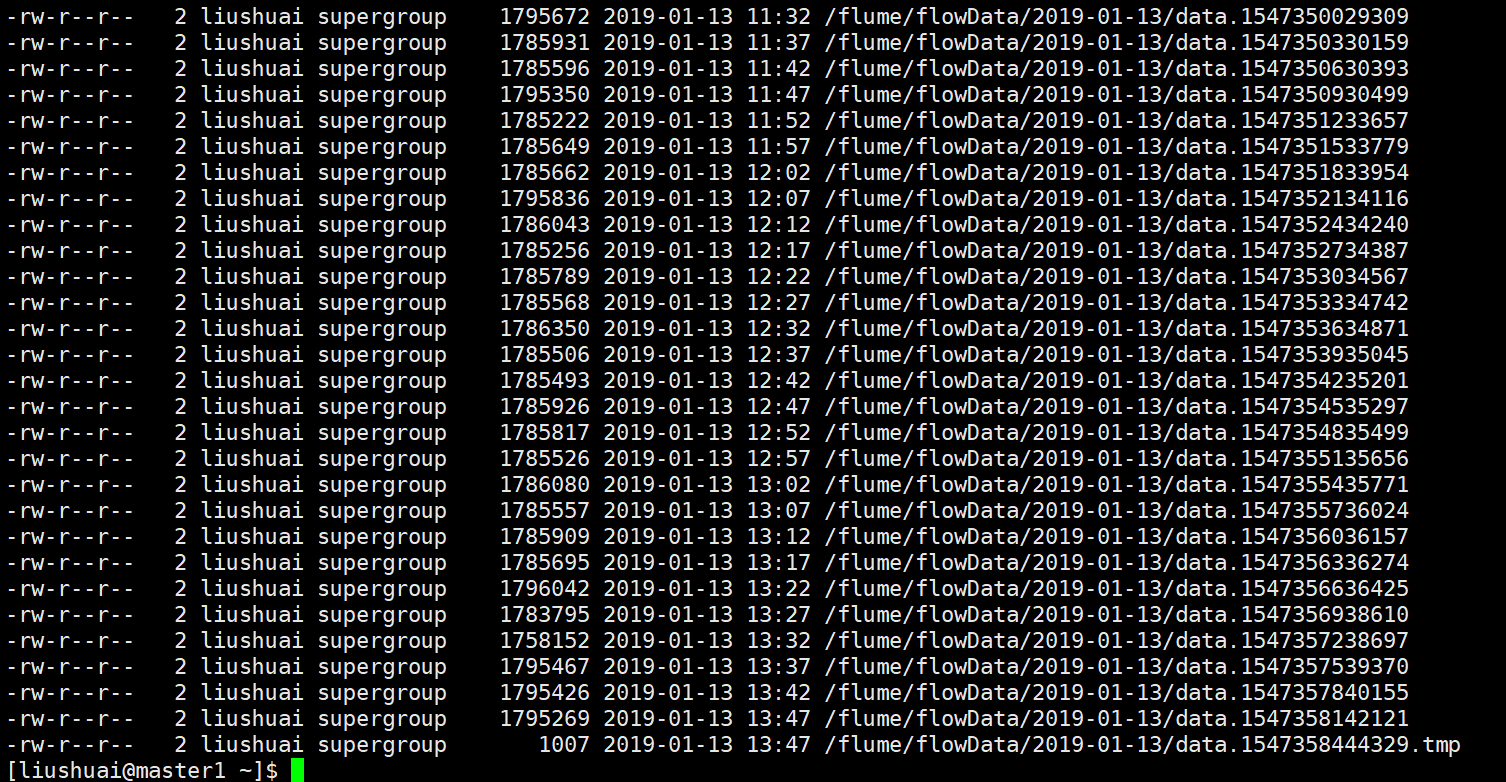 -rw-r--r--   2 liushuai supergroup    1795672 2019-01-13 11:32 /flume/flowData/2019-01-13/data.1547350029309
-rw-r--r--   2 liushuai supergroup    1785931 2019-01-13 11:37 /flume/flowData/2019-01-13/data.1547350330159
-rw-r--r--   2 liushuai supergroup    1785596 2019-01-13 11:42 /flume/flowData/2019-01-13/data.1547350630393
-rw-r--r--   2 liushuai supergroup    1795350 2019-01-13 11:47 /flume/flowData/2019-01-13/data.1547350930499
-rw-r--r--   2 liushuai supergroup    1785222 2019-01-13 11:52 /flume/flowData/2019-01-13/data.1547351233657
-rw-r--r--   2 liushuai supergroup    1785649 2019-01-13 11:57 /flume/flowData/2019-01-13/data.1547351533779
-rw-r--r--   2 liushuai supergroup    1785662 2019-01-13 12:02 /flume/flowData/2019-01-13/data.1547351833954
-rw-r--r--   2 liushuai supergroup    1795836 2019-01-13 12:07 /flume/flowData/2019-01-13/data.1547352134116
-rw-r--r--   2 liushuai supergroup    1786043 2019-01-13 12:12 /flume/flowData/2019-01-13/data.1547352434240
-rw-r--r--   2 liushuai supergroup    1785256 2019-01-13 12:17 /flume/flowData/2019-01-13/data.1547352734387
-rw-r--r--   2 liushuai supergroup    1785789 2019-01-13 12:22 /flume/flowData/2019-01-13/data.1547353034567
-rw-r--r--   2 liushuai supergroup    1785568 2019-01-13 12:27 /flume/flowData/2019-01-13/data.1547353334742
-rw-r--r--   2 liushuai supergroup    1786350 2019-01-13 12:32 /flume/flowData/2019-01-13/data.1547353634871
-rw-r--r--   2 liushuai supergroup    1785506 2019-01-13 12:37 /flume/flowData/2019-01-13/data.1547353935045
-rw-r--r--   2 liushuai supergroup    1785493 2019-01-13 12:42 /flume/flowData/2019-01-13/data.1547354235201
-rw-r--r--   2 liushuai supergroup    1785926 2019-01-13 12:47 /flume/flowData/2019-01-13/data.1547354535297
-rw-r--r--   2 liushuai supergroup    1785817 2019-01-13 12:52 /flume/flowData/2019-01-13/data.1547354835499
-rw-r--r--   2 liushuai supergroup    1785526 2019-01-13 12:57 /flume/flowData/2019-01-13/data.1547355135656
-rw-r--r--   2 liushuai supergroup    1786080 2019-01-13 13:02 /flume/flowData/2019-01-13/data.1547355435771
-rw-r--r--   2 liushuai supergroup    1785557 2019-01-13 13:07 /flume/flowData/2019-01-13/data.1547355736024
-rw-r--r--   2 liushuai supergroup    1785909 2019-01-13 13:12 /flume/flowData/2019-01-13/data.1547356036157
-rw-r--r--   2 liushuai supergroup    1785695 2019-01-13 13:17 /flume/flowData/2019-01-13/data.1547356336274
-rw-r--r--   2 liushuai supergroup    1796042 2019-01-13 13:22 /flume/flowData/2019-01-13/data.1547356636425
-rw-r--r--   2 liushuai supergroup    1783795 2019-01-13 13:27 /flume/flowData/2019-01-13/data.1547356938610
-rw-r--r--   2 liushuai supergroup    1758152 2019-01-13 13:32 /flume/flowData/2019-01-13/data.1547357238697
-rw-r--r--   2 liushuai supergroup    1795467 2019-01-13 13:37 /flume/flowData/2019-01-13/data.1547357539370
-rw-r--r--   2 liushuai supergroup    1795426 2019-01-13 13:42 /flume/flowData/2019-01-13/data.1547357840155
-rw-r--r--   2 liushuai supergroup    1795269 2019-01-13 13:47 /flume/flowData/2019-01-13/data.1547358142121
-rw-r--r--   2 liushuai supergroup       1007 2019-01-13 13:47 /flume/flowData/2019-01-13/data.1547358444329.tmp
[liushuai@master1 ~]$